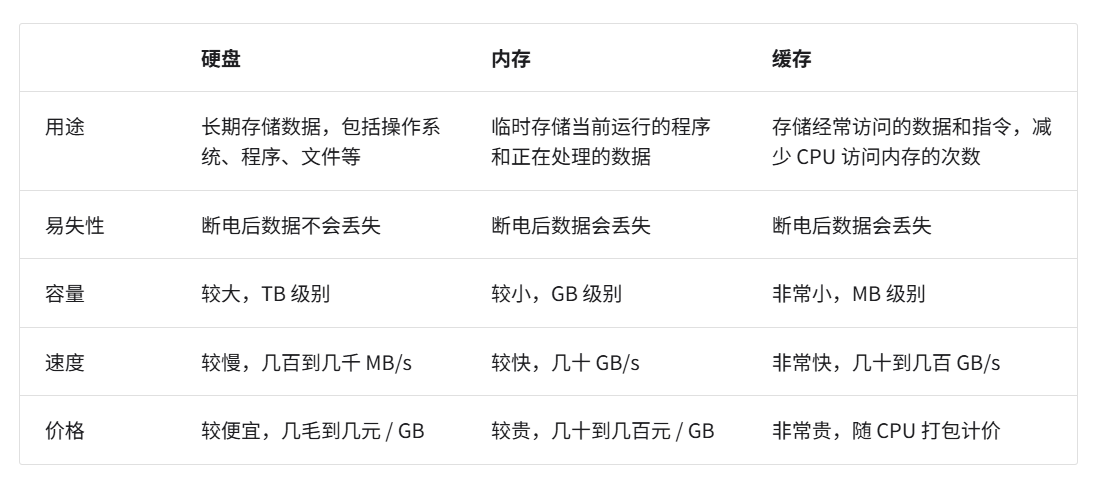 硬盘 内存 缓存
用途 长期存储数据，包括操作系 临时存储当前运行的程序 存储经常访问的数据和指令，减
统、程序、文件等 和正在处理的数据 少 CPU 访问内存的次数
易失性 断电后数据不会丢失 断电后数据会丢失 断电后数据会丢失
容量 较大，TB 级别 较小，GB 级别 非常小，MB 级别
速度 较慢，几百到几千 MB/s 较快，几十 GB/s 非常快，几十到几百 GB/s
价格 较便宜，几毛到几元 / GB 较贵，几十到几百元 / GB 非常贵，随 CPU 打包计价